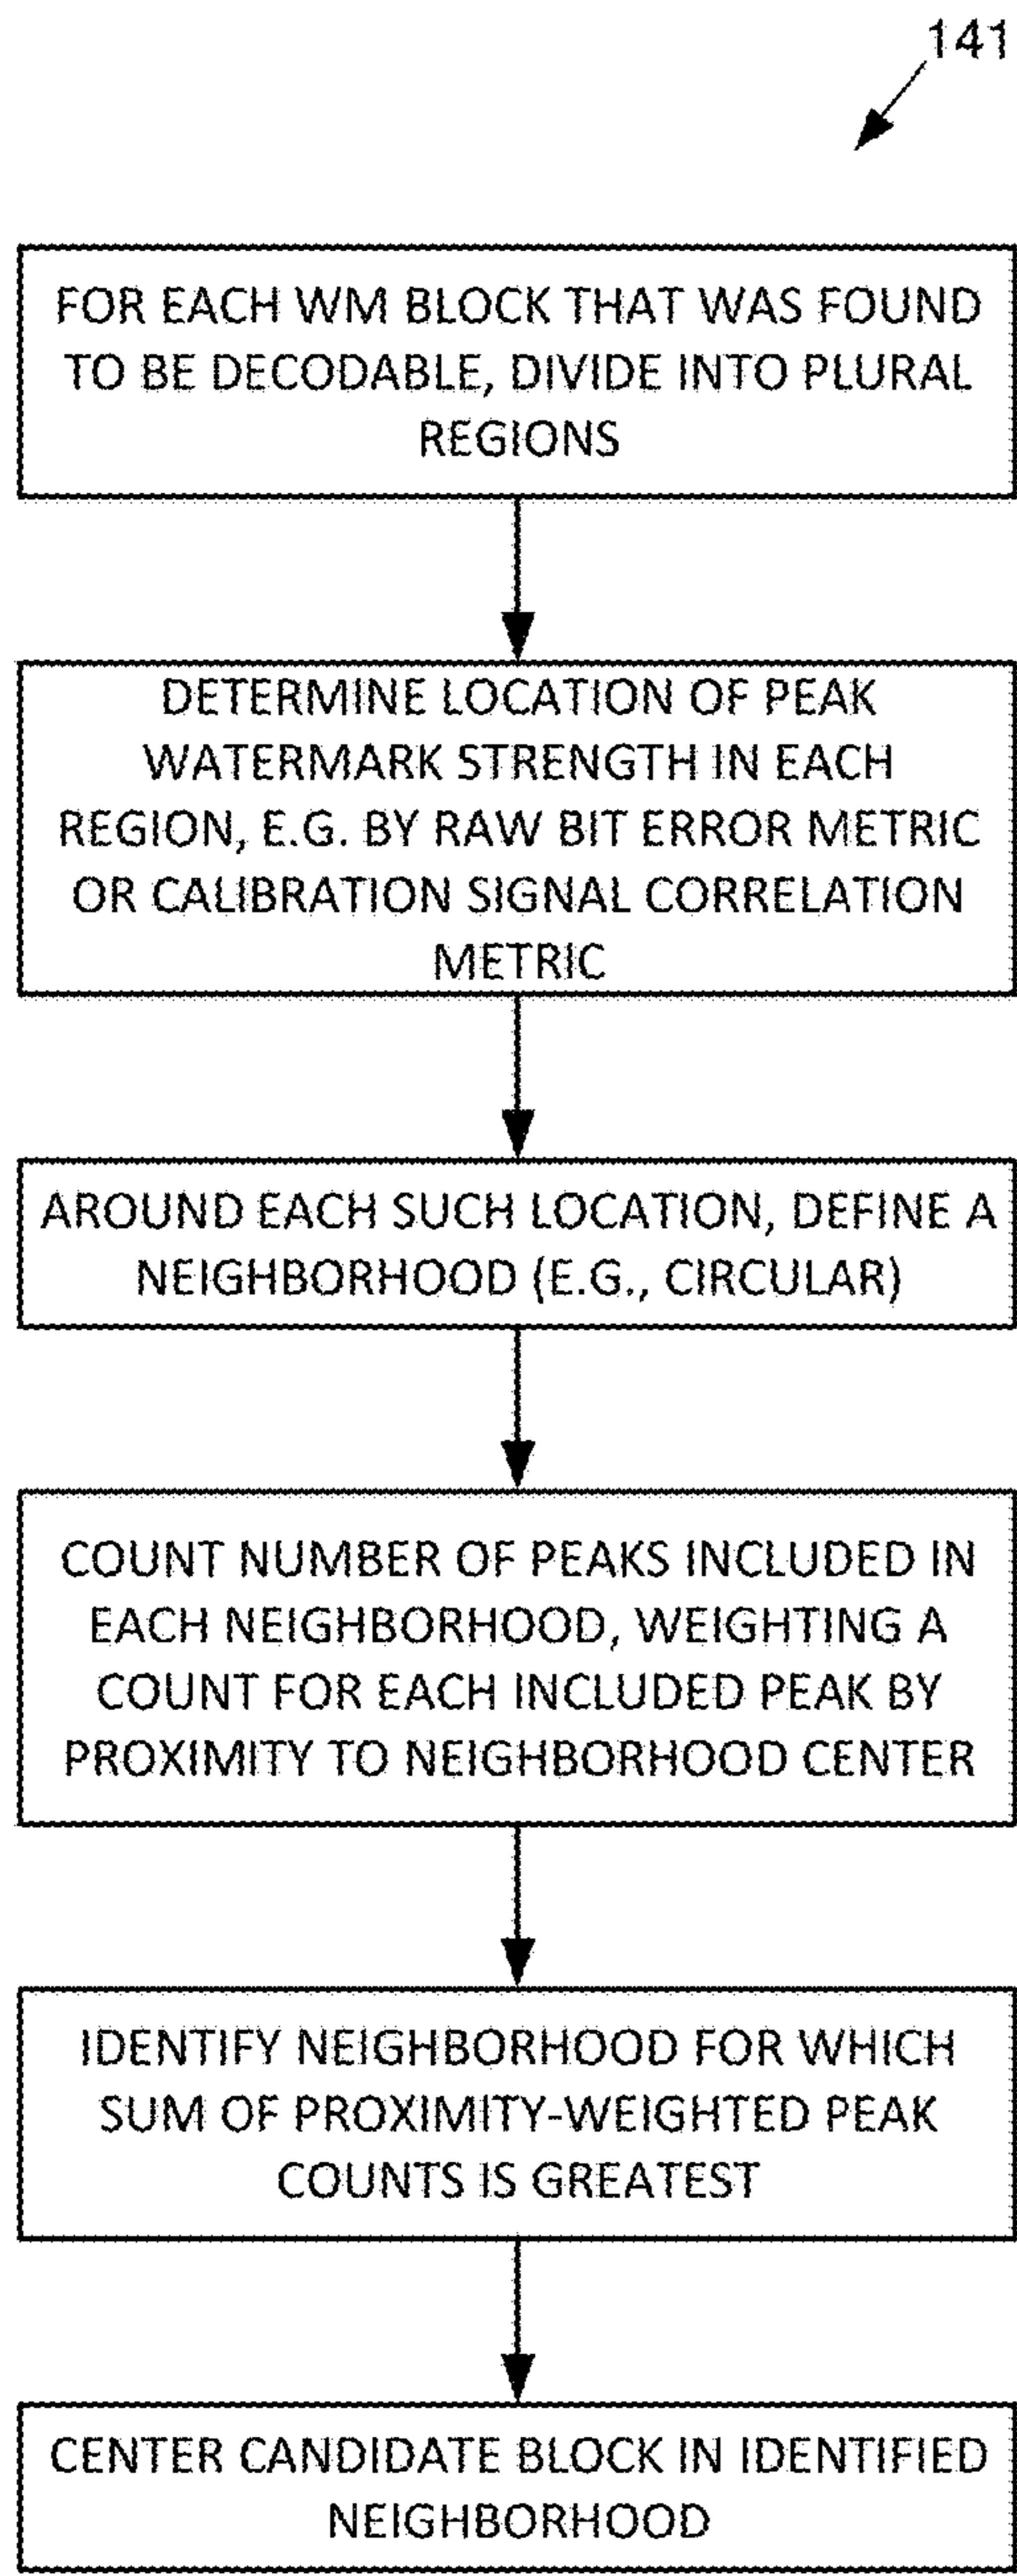 141
FOR EACH WM BLOCK THAT WAS FOUND
TO BE DECODABLE, DIVIDE INTO PLURAL
REGIONS
DETERMINE LOCATION OF PEAK
WATERMARK STRENGTH IN EACH
REGION, E.G. BY RAW BIT ERROR METRIC
OR CALIBRATION SIGNAL CORRELATION
METRIC
AROUND EACH SUCH LOCATION, DEFINE A
NEIGHBORHOOD (E.G., CIRCULAR)
COUNT NUMBER OF PEAKS INCLUDED IN
EACH NEIGHBORHOOD, WEIGHTING A
COUNT FOR EACH INCLUDED PEAK BY
PROXIMITY TO NEIGHBORHOOD CENTER
IDENTIFY NEIGHBORHOOD FOR WHICH
SUM OF PROXIMITY-WEIGHTED PEAK
COUNTS IS GREATEST
CENTER CANDIDATE BLOCK IN IDENTIFIED
NEIGHBORHOOD